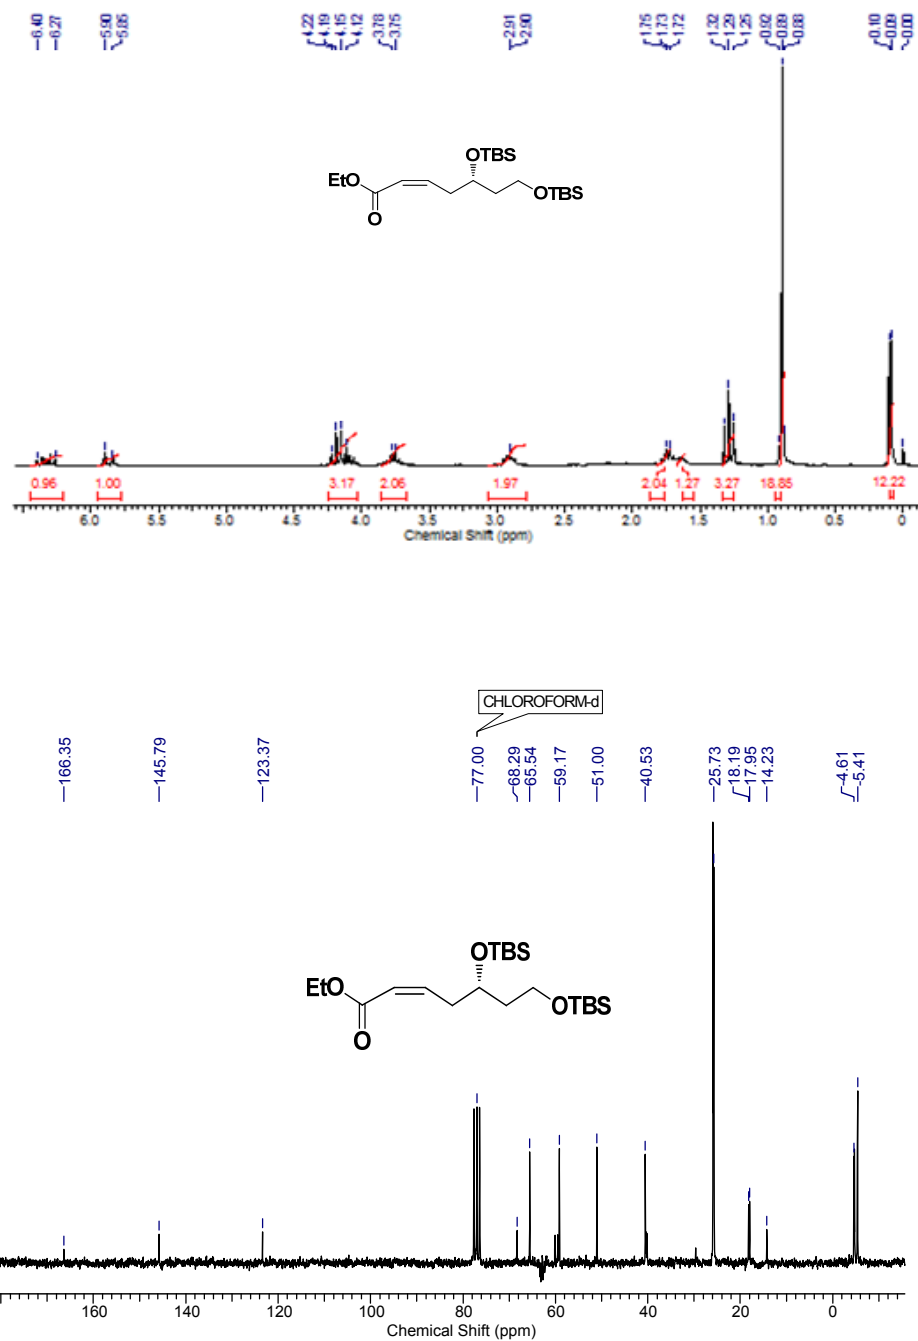 6.40 6.27 5.90 5.85 4.22 4.19 4.15 4.12 3.78 3.75 2.91 2.90 1.75 1.73 1.72 1.32 1.29 1.25 0.92 0.89 0.88 0.10 0.09 0.00
OTBS
EtO
OTBS
O
0.96 1.00 3.17 2.06 1.97 2.04 1.27 3.27 18.85 12.22
6.0 5.5 5.0 4.5 4.0 3.5 3.0 2.5 2.0 1.5 1.0 0.5 0
Chemical Shift (ppm)
CHLOROFORM-d
166.35 145.79 123.37 77.00 68.29 65.54 59.17 51.00 40.53 25.73 18.19 17.95 14.23 -4.61 -5.41
OTBS
EtO
OTBS
O
160 140 120 100 80 60 40 20 0
Chemical Shift (ppm)